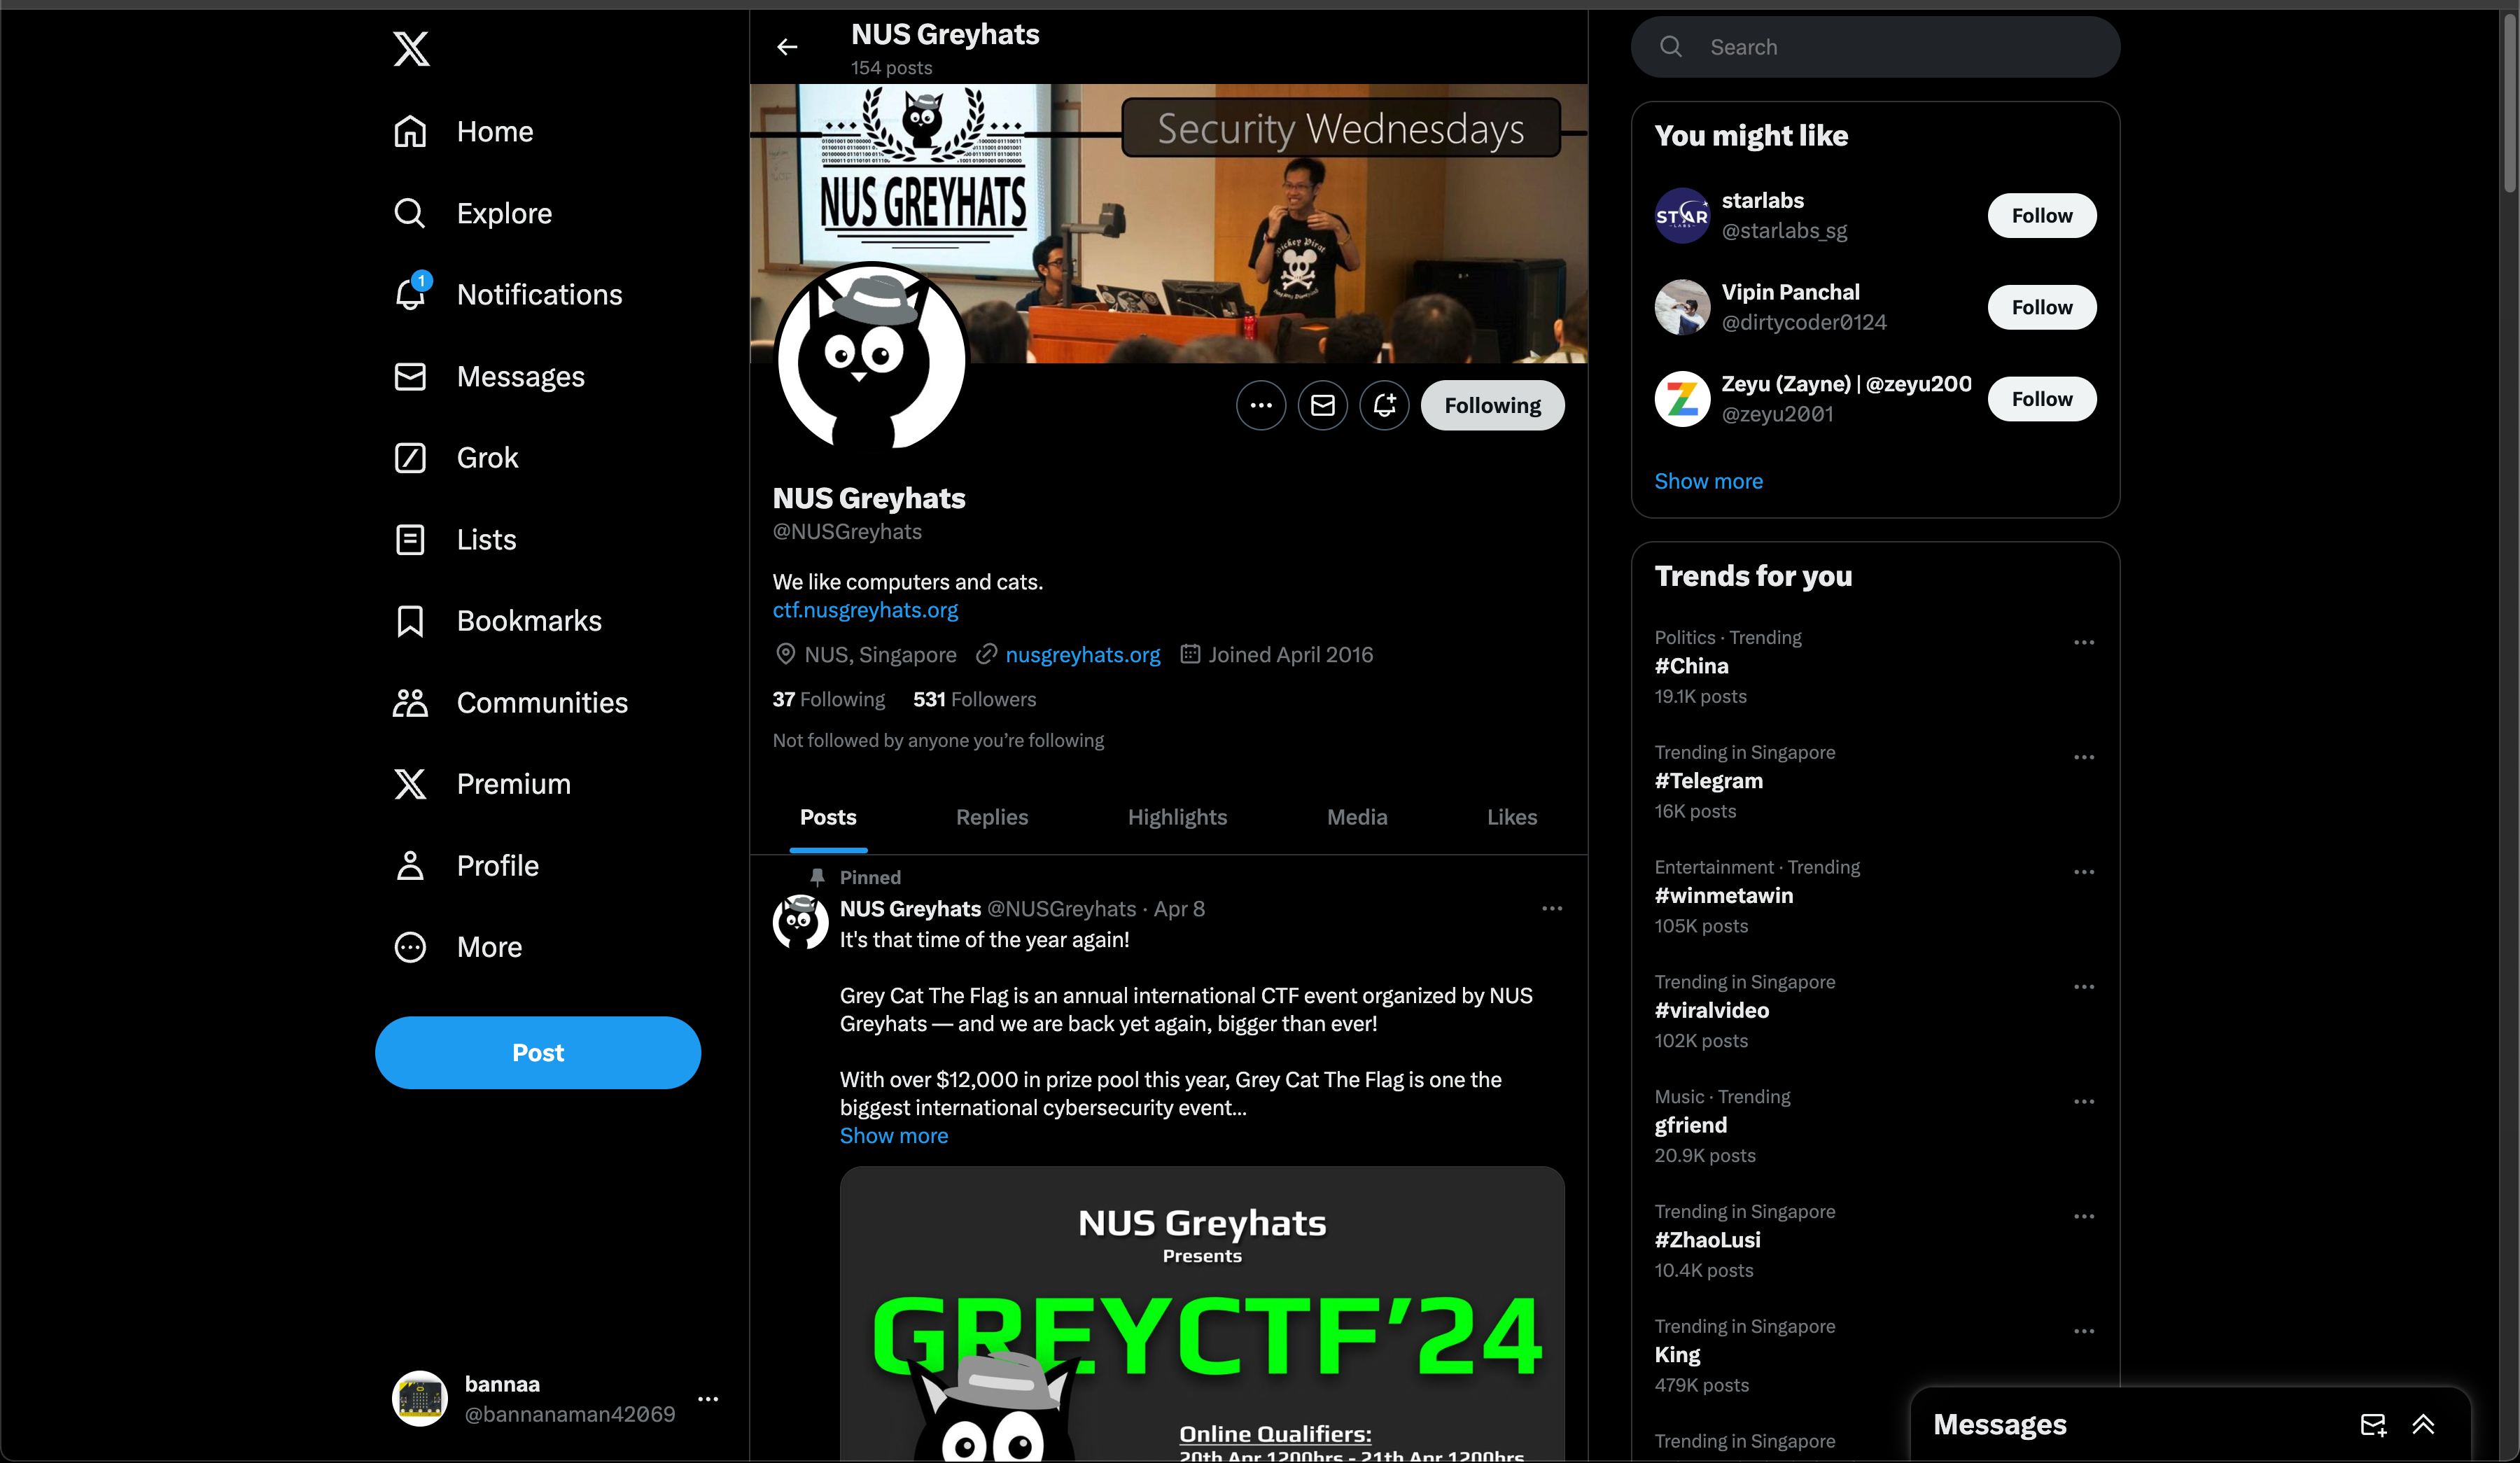 Home
Explore
1
Notifications
Messages
Grok
Lists
Bookmarks
Communities
Premium
Profile
More
Post
bannaa
@bannanaman42069
NUS Greyhats
154 posts
NUS GREYHATS
Security Wednesdays
Mickey Pirat
Following
NUS Greyhats
@NUSGreyhats
We like computers and cats.
ctf.nusgreyhats.org
NUS, Singapore nusgreyhats.org Joined April 2016
37 Following 531 Followers
Not followed by anyone you’re following
Posts Replies Highlights Media Likes
Pinned
NUS Greyhats @NUSGreyhats · Apr 8
It's that time of the year again!
Grey Cat The Flag is an annual international CTF event organized by NUS
Greyhats — and we are back yet again, bigger than ever!
With over $12,000 in prize pool this year, Grey Cat The Flag is one the
biggest international cybersecurity event...
Show more
NUS Greyhats
Presents
GREYCTF’24
Online Qualifiers:
20th Apr 1200hrs - 21th Apr 1200hrs
Search
You might like
STAR
LABS
starlabs
@starlabs_sg
Follow
Vipin Panchal
@dirtycoder0124
Follow
Zeyu (Zayne) | @zeyu200
@zeyu2001
Follow
Show more
Trends for you
Politics · Trending
#China
19.1K posts
Trending in Singapore
#Telegram
16K posts
Entertainment · Trending
#winmetawin
105K posts
Trending in Singapore
#viralvideo
102K posts
Music · Trending
gfriend
20.9K posts
Trending in Singapore
#ZhaoLusi
10.4K posts
Trending in Singapore
King
479K posts
Trending in Singapore
Messages